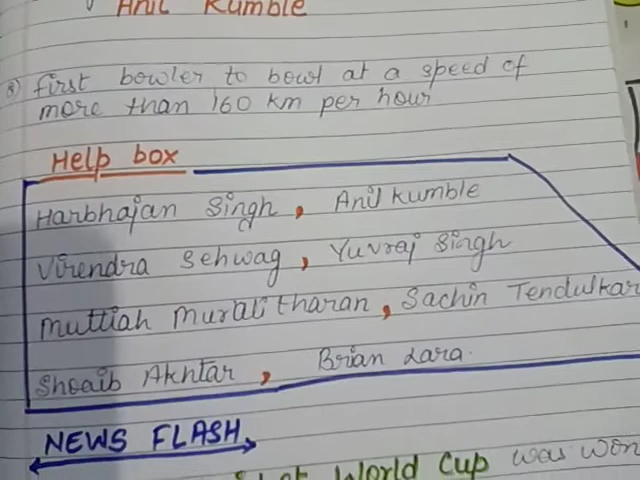 Anil Kumble
8) first bowler to bowl at a speed of
more than 160 km per hour
Help box
Harbhajan Singh, Anil Kumble
Virendra Sehwag, Yuvraj Singh
Muttiah Muralitharan, Sachin Tendulkar
Shoaib Akhtar, Brian Lara.
NEWS FLASH
World Cup was won